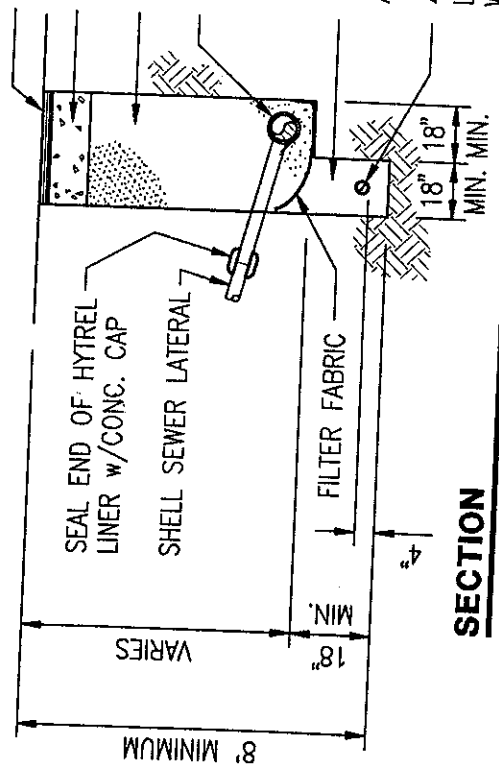 SEAL END OF HYTREL
LINER w/CONC. CAP
SHELL SEWER LATERAL
FILTER FABRIC
8' MINIMUM
VARIES
18"
MIN.
4"
18"
MIN.
18"
MIN.
SECTION